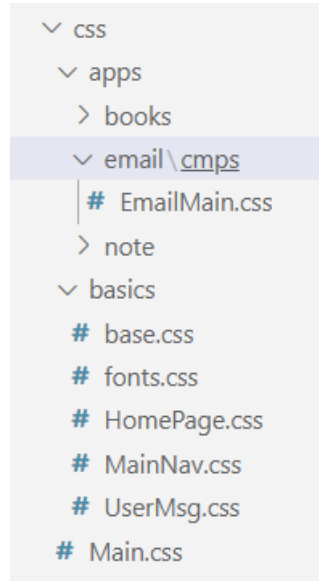 css
apps
books
email\cmps
# EmailMain.css
note
basics
# base.css
# fonts.css
# HomePage.css
# MainNav.css
# UserMsg.css
# Main.css